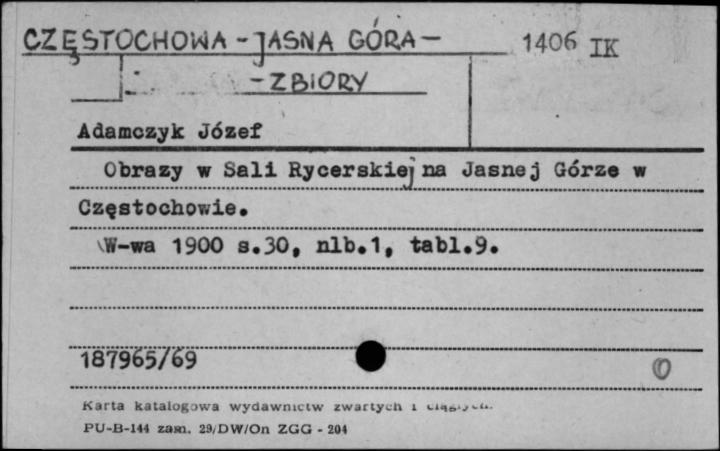 CZĘSTOCHOWA - JASNA GÓRA - 1406 IK
- ZBIORY
Adamczyk Józef
Obrazy w Sali Rycerskiej na Jasnej Górze w
Częstochowie.
W-wa 1900 s.30, nlb.1, tabl.9.
187965/69
0
Karta katalogowa wydawnictw zwartych i ciągłych.
PU-B-144 zam. 29/DW/On ZGG - 204